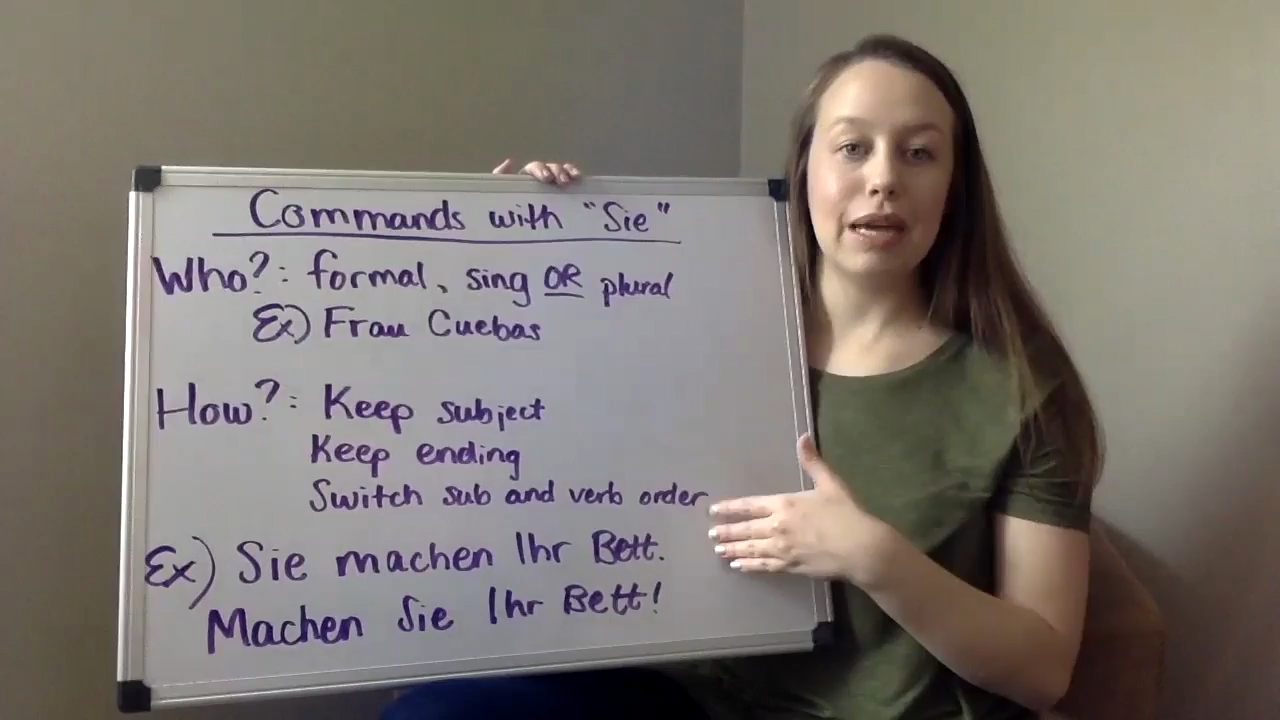 Commands with "Sie"
Who?: formal, sing OR plural
Ex) Frau Cuebas
How?: Keep subject
Keep ending
Switch sub and verb order
Ex) Sie machen Ihr Bett.
Machen Sie Ihr Bett!